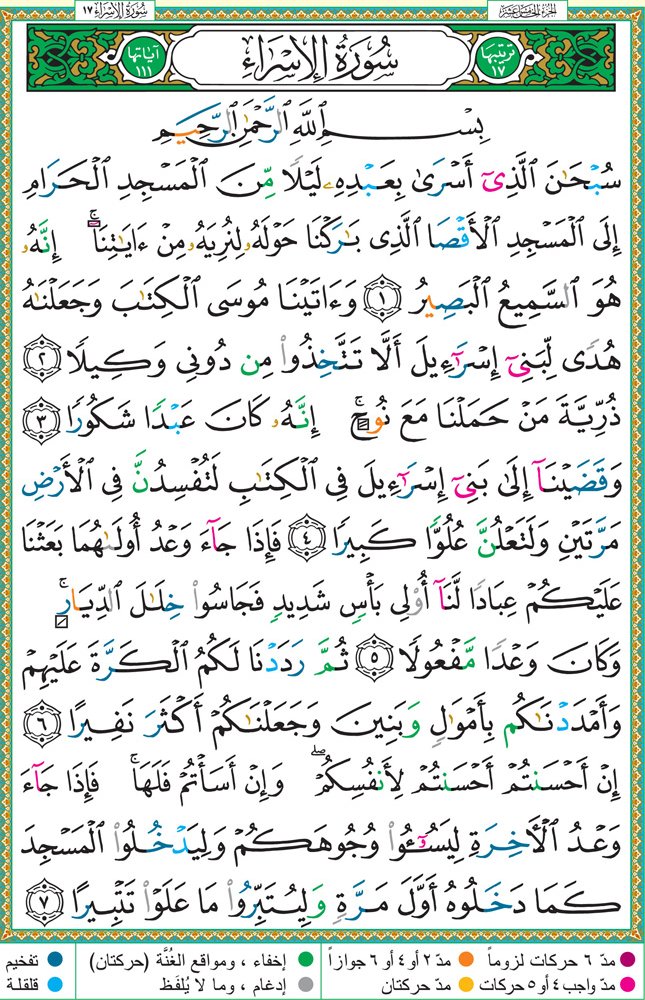 الجزء الخامس عشر
سُورَةُ الإِسْرَاء ١٧
ترتيبها ١٧
سُورَةُ الإِسْرَاءِ
آياتها ١١١
بِسْمِ ٱللَّهِ ٱلرَّحْمَٰنِ ٱلرَّحِيمِ
سُبْحَٰنَ ٱلَّذِىٓ أَسْرَىٰ بِعَبْدِهِۦ لَيْلًا مِّنَ ٱلْمَسْجِدِ ٱلْحَرَامِ
إِلَى ٱلْمَسْجِدِ ٱلْأَقْصَا ٱلَّذِى بَٰرَكْنَا حَوْلَهُۥ لِنُرِيَهُۥ مِنْ ءَايَٰتِنَآ ۚ إِنَّهُۥ
هُوَ ٱلسَّمِيعُ ٱلْبَصِيرُ ١ وَءَاتَيْنَا مُوسَى ٱلْكِتَٰبَ وَجَعَلْنَٰهُ
هُدًى لِّبَنِىٓ إِسْرَٰٓءِيلَ أَلَّا تَتَّخِذُوا۟ مِن دُونِى وَكِيلًا ٢
ذُرِّيَّةَ مَنْ حَمَلْنَا مَعَ نُوحٍ ۚ إِنَّهُۥ كَانَ عَبْدًا شَكُورًا ٣
وَقَضَيْنَآ إِلَىٰ بَنِىٓ إِسْرَٰٓءِيلَ فِى ٱلْكِتَٰبِ لَتُفْسِدُنَّ فِى ٱلْأَرْضِ
مَرَّتَيْنِ وَلَتَعْلُنَّ عُلُوًّا كَبِيرًا ٤ فَإِذَا جَآءَ وَعْدُ أُولَىٰهُمَا بَعَثْنَا
عَلَيْكُمْ عِبَادًا لَّنَآ أُو۟لِى بَأْسٍ شَدِيدٍ فَجَاسُوا۟ خِلَٰلَ ٱلدِّيَارِ ۚ
وَكَانَ وَعْدًا مَّفْعُولًا ٥ ثُمَّ رَدَدْنَا لَكُمُ ٱلْكَرَّةَ عَلَيْهِمْ
وَأَمْدَدْنَٰكُم بِأَمْوَٰلٍ وَبَنِينَ وَجَعَلْنَٰكُمْ أَكْثَرَ نَفِيرًا ٦
إِنْ أَحْسَنتُمْ أَحْسَنتُمْ لِأَنفُسِكُمْ ۖ وَإِنْ أَسَأْتُمْ فَلَهَا ۚ فَإِذَا جَآءَ
وَعْدُ ٱلْءَاخِرَةِ لِيَسُۥٓـُٔوا۟ وُجُوهَكُمْ وَلِيَدْخُلُوا۟ ٱلْمَسْجِدَ
كَمَا دَخَلُوهُ أَوَّلَ مَرَّةٍ وَلِيُتَبِّرُوا۟ مَا عَلَوْا۟ تَتْبِيرًا ٧
مدّ ٦ حركات لزوماً مدّ ٢ أو ٤ أو ٦ جوازاً إخفاء ، ومواقع الغُنَّة (حركتان) تفخيم
مدّ واجب ٤ أو ٥ حركات مدّ حركتان إدغام ، وما لا يُلفَظ قلقلة